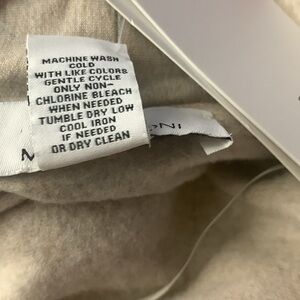 MACHINE WASH
COLD
WITH LIKE COLORS
GENTLE CYCLE
ONLY NON-
CHLORINE BLEACH
WHEN NEEDED
TUMBLE DRY LOW
COOL IRON
IF NEEDED
OR DRY CLEAN